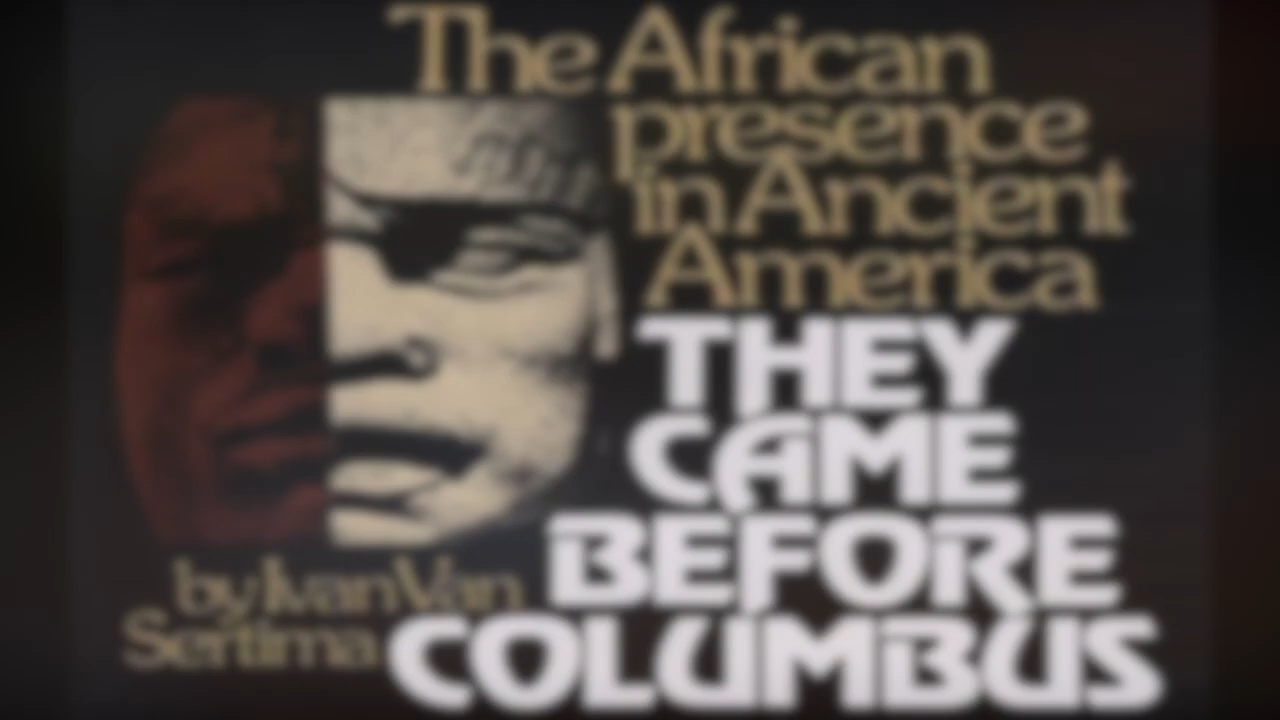 The African
presence
in Ancient
America
THEY
CAME
BEFORE
COLUMBUS
by Ivan Van
Sertima